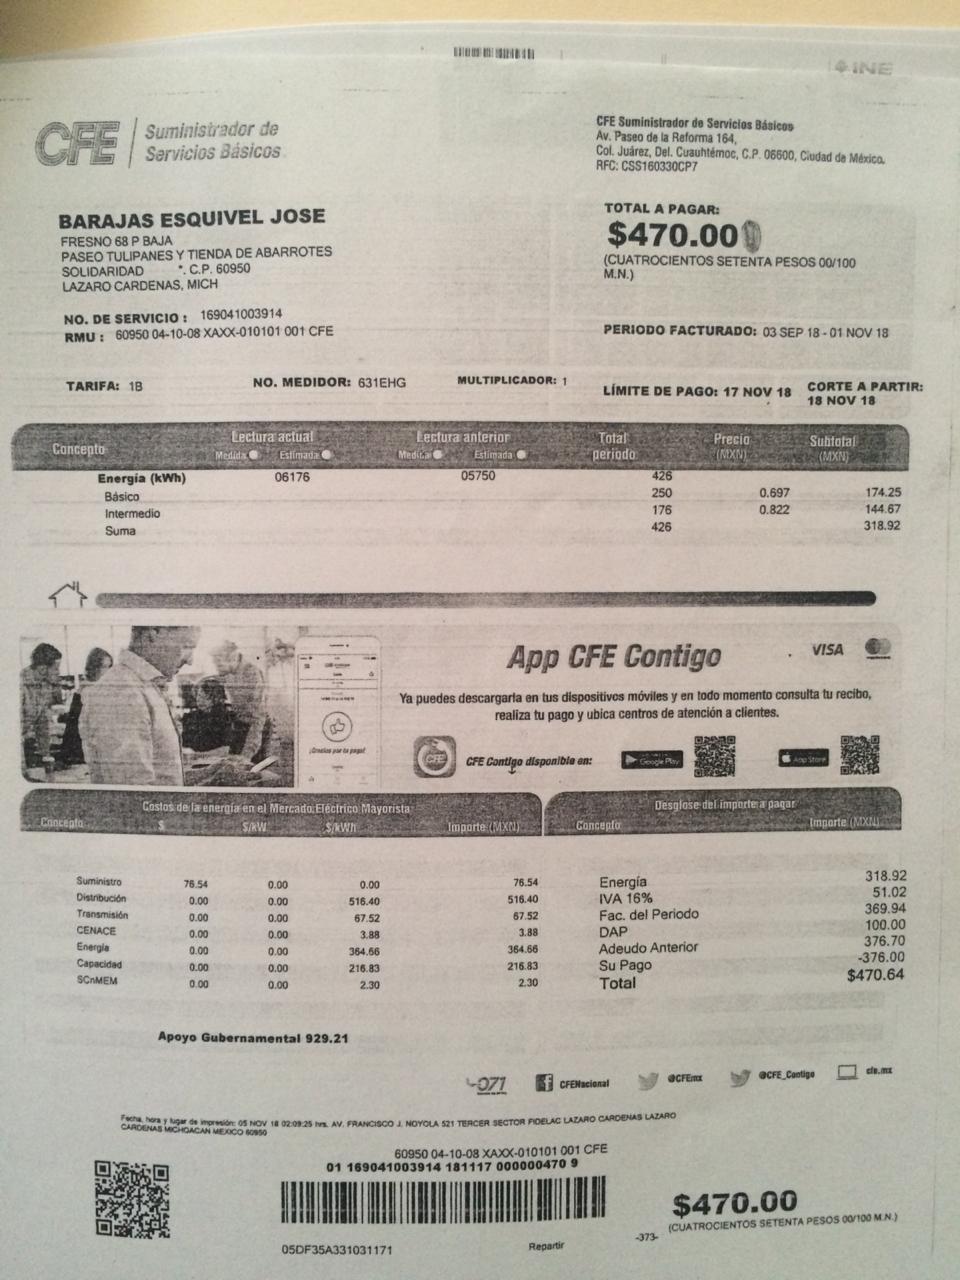 INE
CFE Suministrador de
Servicios Básicos
CFE Suministrador de Servicios Básicos
Av. Paseo de la Reforma 164,
Col. Juárez, Del. Cuauhtémoc, C.P. 06600, Ciudad de México.
RFC: CSS160330CP7
BARAJAS ESQUIVEL JOSE
FRESNO 68 P BAJA
PASEO TULIPANES Y TIENDA DE ABARROTES
SOLIDARIDAD *. C.P. 60950
LAZARO CARDENAS, MICH
TOTAL A PAGAR:
$470.00
(CUATROCIENTOS SETENTA PESOS 00/100
M.N.)
NO. DE SERVICIO : 169041003914
RMU : 60950 04-10-08 XAXX-010101 001 CFE
PERIODO FACTURADO: 03 SEP 18 - 01 NOV 18
TARIFA: 1B NO. MEDIDOR: 631EHG MULTIPLICADOR: 1
LÍMITE DE PAGO: 17 NOV 18 CORTE A PARTIR:
18 NOV 18
Concepto Lectura actual Lectura anterior Total Precio Subtotal
Medida Estimada Medida Estimada periodo (MXN) (MXN)
Energía (kWh) 06176 05750 426
Básico 250 0.697 174.25
Intermedio 176 0.822 144.67
Suma 426 318.92
App CFE Contigo VISA
Ya puedes descargarla en tus dispositivos móviles y en todo momento consulta tu recibo,
realiza tu pago y ubica centros de atención a clientes.
¡Gracias por tu pago!
CFE CFE Contigo disponible en: Google Play App Store
Costos de la energía en el Mercado Eléctrico Mayorista
Concepto $ $/kW $/kWh Importe (MXN)
Suministro 76.54 0.00 0.00 76.54
Distribución 0.00 0.00 516.40 516.40
Transmisión 0.00 0.00 67.52 67.52
CENACE 0.00 0.00 3.88 3.88
Energía 0.00 0.00 364.66 364.66
Capacidad 0.00 0.00 216.83 216.83
SCnMEM 0.00 0.00 2.30 2.30
Desglose del importe a pagar
Concepto Importe (MXN)
Energía 318.92
IVA 16% 51.02
Fac. del Periodo 369.94
DAP 100.00
Adeudo Anterior 376.70
Su Pago -376.00
Total $470.64
Apoyo Gubernamental 929.21
071 CFENacional @CFEmx @CFE_Contigo cfe.mx
Fecha, hora y lugar de impresión: 05 NOV 18 02:09:25 hrs. AV. FRANCISCO J. NOYOLA 521 TERCER SECTOR FIDELAC LAZARO CARDENAS LAZARO
CARDENAS MICHOACAN MEXICO 60950
60950 04-10-08 XAXX-010101 001 CFE
01 169041003914 181117 000000470 9
05DF35A331031171 Repartir
$470.00
(CUATROCIENTOS SETENTA PESOS 00/100 M.N.)
-373-